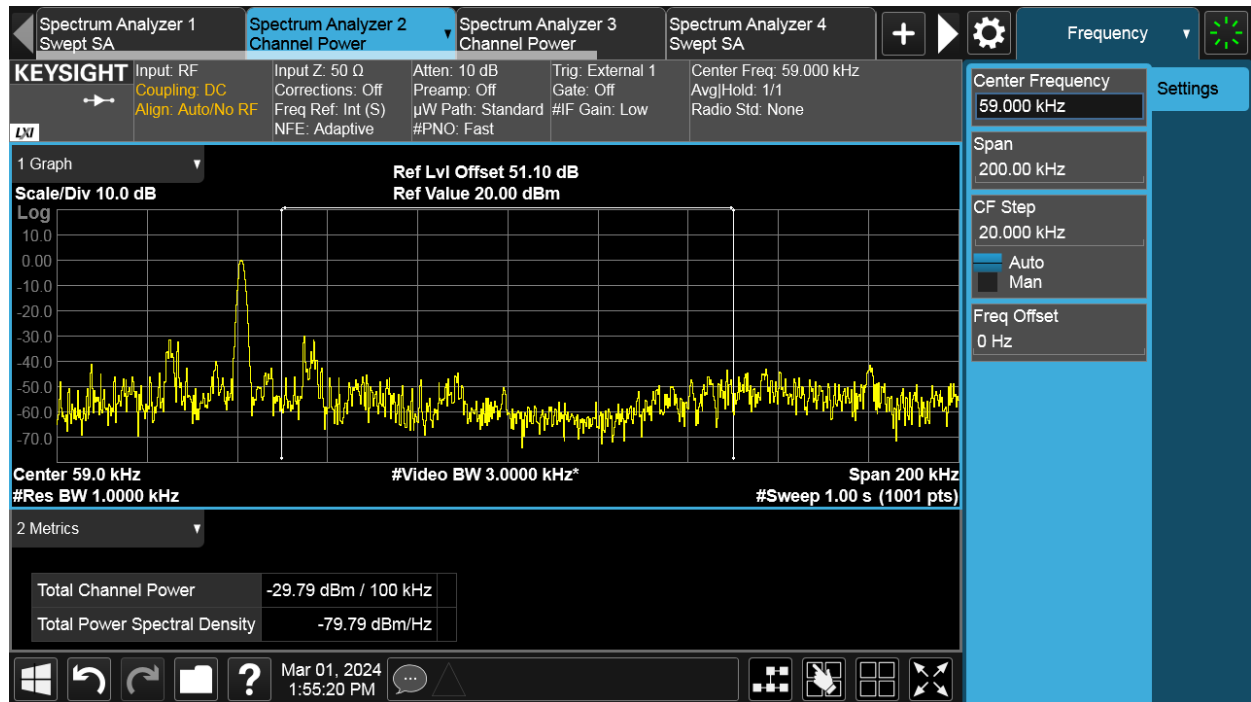 Spectrum Analyzer 1
Swept SA
Spectrum Analyzer 2
Channel Power
Spectrum Analyzer 3
Channel Power
Spectrum Analyzer 4
Swept SA
+
Frequency
KEYSIGHT
LXI
Input: RF
Coupling: DC
Align: Auto/No RF
Input Z: 50 Ω
Corrections: Off
Freq Ref: Int (S)
NFE: Adaptive
Atten: 10 dB
Preamp: Off
µW Path: Standard
#PNO: Fast
Trig: External 1
Gate: Off
#IF Gain: Low
Center Freq: 59.000 kHz
Avg|Hold: 1/1
Radio Std: None
Center Frequency
59.000 kHz
Settings
Span
200.00 kHz
CF Step
20.000 kHz
Auto
Man
Freq Offset
0 Hz
1 Graph
Scale/Div 10.0 dB
Ref Lvl Offset 51.10 dB
Ref Value 20.00 dBm
Log
10.0
0.00
-10.0
-20.0
-30.0
-40.0
-50.0
-60.0
-70.0
Center 59.0 kHz
#Video BW 3.0000 kHz*
Span 200 kHz
#Res BW 1.0000 kHz
#Sweep 1.00 s (1001 pts)
2 Metrics
Total Channel Power -29.79 dBm / 100 kHz
Total Power Spectral Density -79.79 dBm/Hz
?
Mar 01, 2024
1:55:20 PM